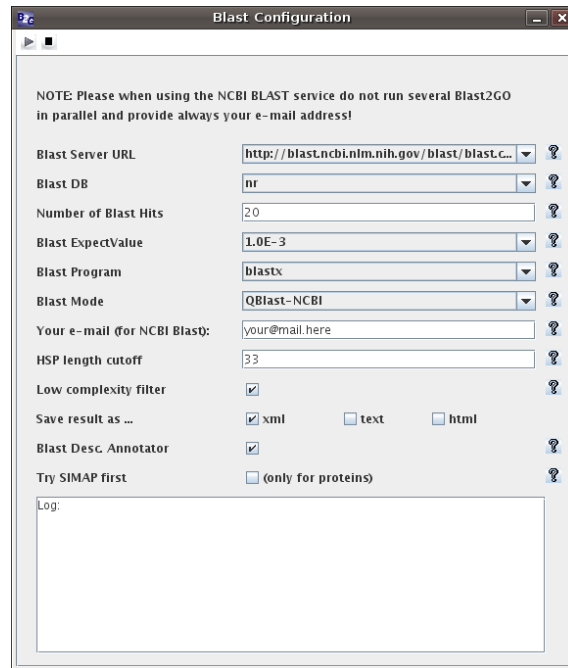 B2G
Blast Configuration
NOTE: Please when using the NCBI BLAST service do not run several Blast2GO
in parallel and provide always your e-mail address!
Blast Server URL http://blast.ncbi.nlm.nih.gov/blast/blast.c... ?
Blast DB nr ?
Number of Blast Hits 20 ?
Blast ExpectValue 1.0E-3 ?
Blast Program blastx ?
Blast Mode QBlast-NCBI ?
Your e-mail (for NCBI Blast): your@mail.here ?
HSP length cutoff 33 ?
Low complexity filter ?
Save result as ... xml text html
Blast Desc. Annotator ?
Try SIMAP first (only for proteins) ?
Log: